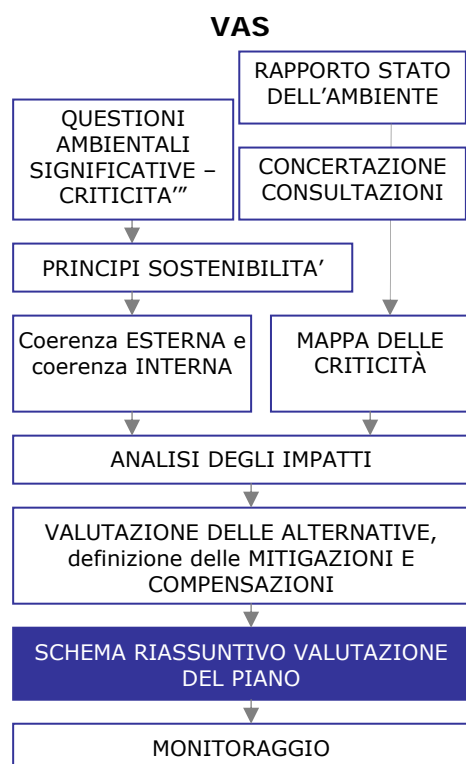 VAS
RAPPORTO STATO
DELL’AMBIENTE
QUESTIONI
AMBIENTALI
SIGNIFICATIVE –
CRITICITA’”
CONCERTAZIONE
CONSULTAZIONI
PRINCIPI SOSTENIBILITA’
Coerenza ESTERNA e
coerenza INTERNA
MAPPA DELLE
CRITICITÀ
ANALISI DEGLI IMPATTI
VALUTAZIONE DELLE ALTERNATIVE,
definizione delle MITIGAZIONI E
COMPENSAZIONI
SCHEMA RIASSUNTIVO VALUTAZIONE
DEL PIANO
MONITORAGGIO